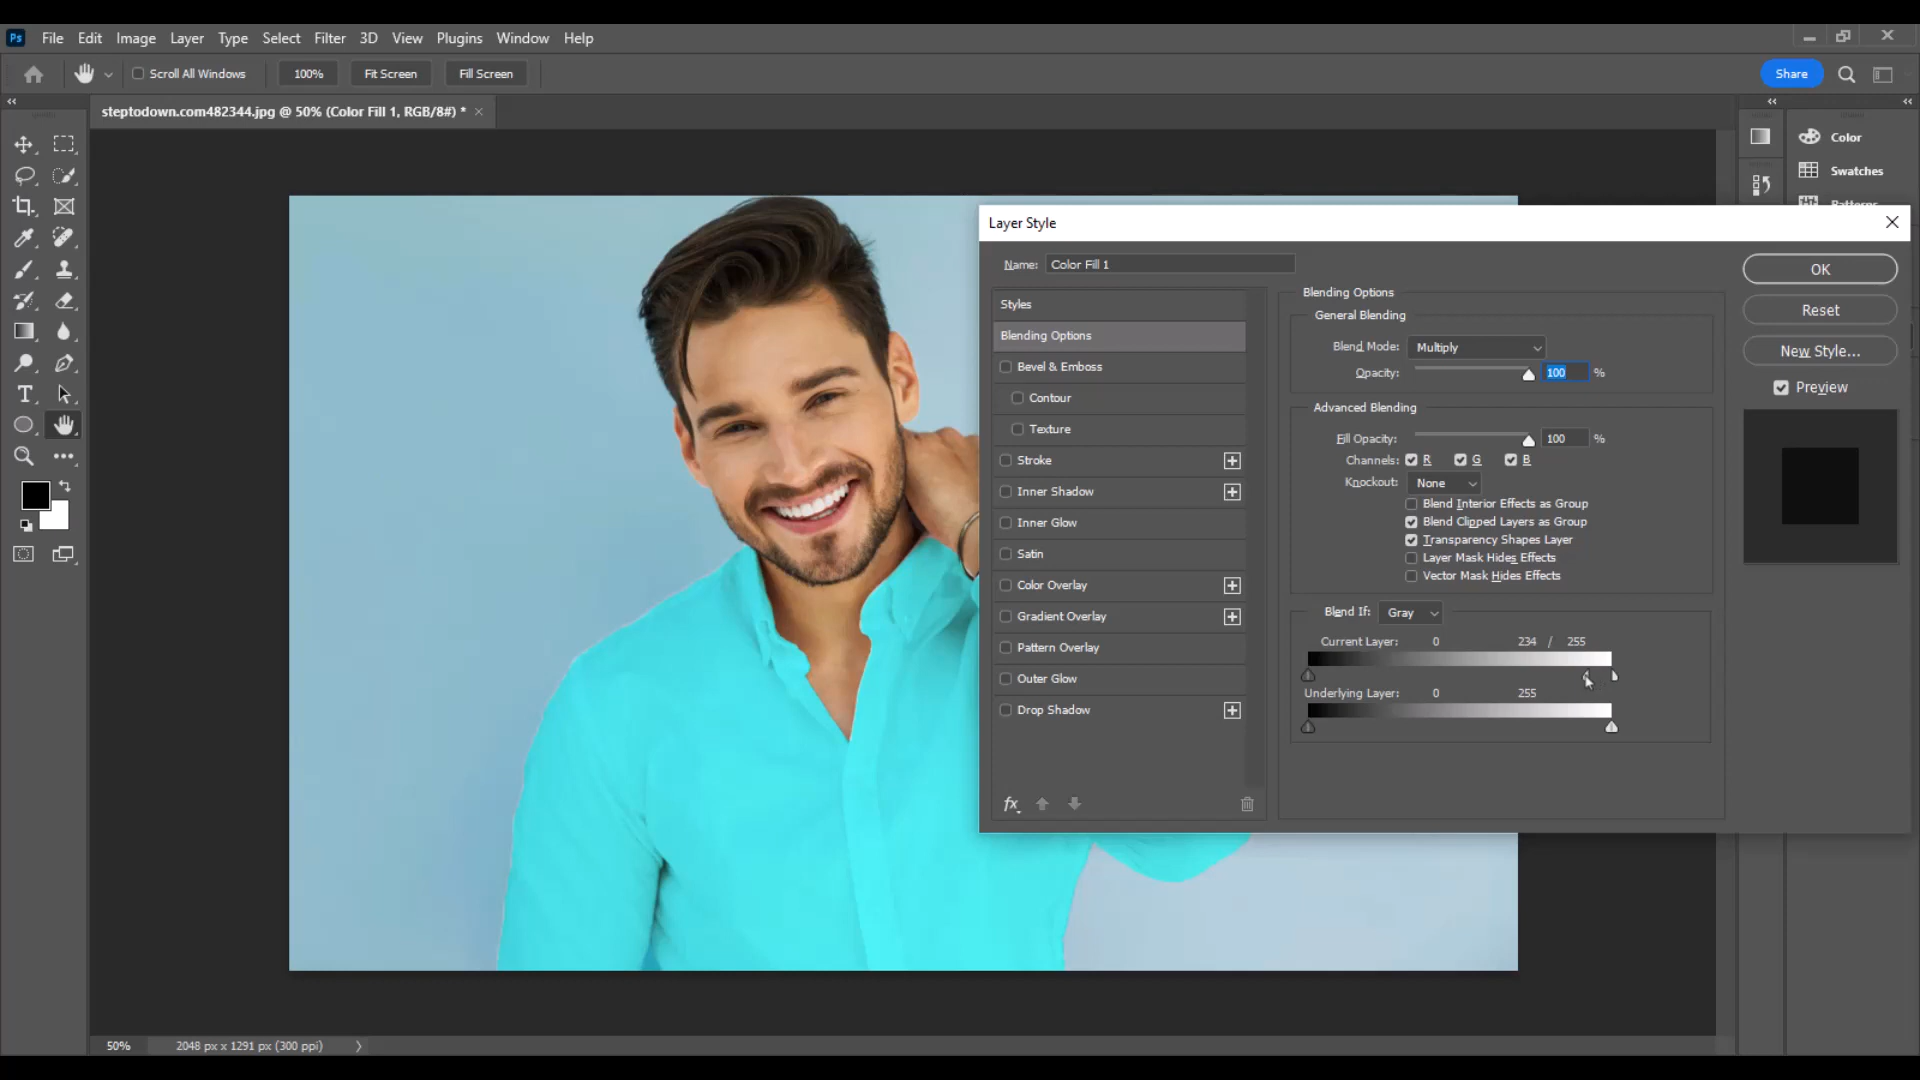 Ps File Edit Image Layer Type Select Filter 3D View Plugins Window Help
Scroll All Windows 100% Fit Screen Fill Screen Share
steptodown.com482344.jpg @ 50% (Color Fill 1, RGB/8#) *
Color
Swatches
Patterns
Layer Style
Name: Color Fill 1
Styles
Blending Options
Bevel & Emboss
Contour
Texture
Stroke
Inner Shadow
Inner Glow
Satin
Color Overlay
Gradient Overlay
Pattern Overlay
Outer Glow
Drop Shadow
fx
Blending Options
General Blending
Blend Mode: Multiply
Opacity: 100 %
Advanced Blending
Fill Opacity: 100 %
Channels: R G B
Knockout: None
Blend Interior Effects as Group
Blend Clipped Layers as Group
Transparency Shapes Layer
Layer Mask Hides Effects
Vector Mask Hides Effects
Blend If: Gray
Current Layer: 0 234 / 255
Underlying Layer: 0 255
OK
Reset
New Style...
Preview
50% 2048 px x 1291 px (300 ppi)